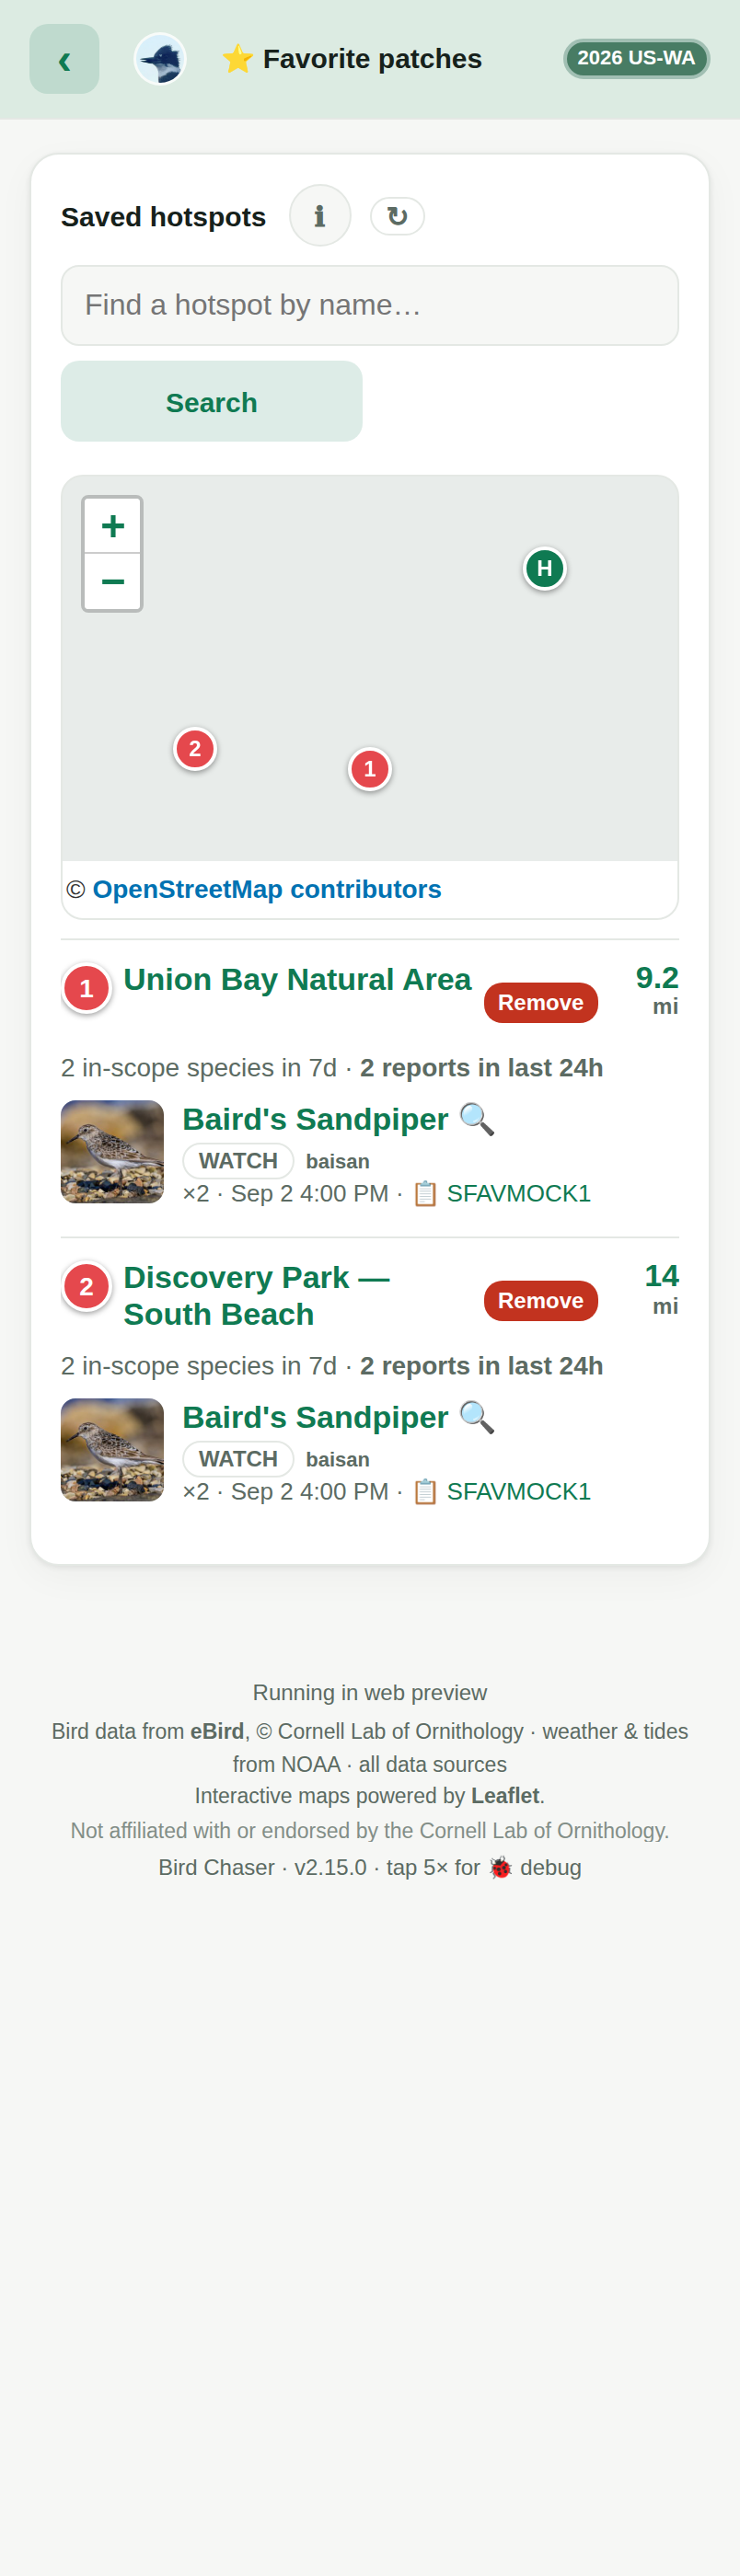 ‹
⭐ Favorite patches
2026 US-WA
Saved hotspots ℹ ↻
Find a hotspot by name…
Search
+
−
H
2
1
© OpenStreetMap contributors
1 Union Bay Natural Area Remove 9.2 mi
2 in-scope species in 7d · 2 reports in last 24h
Baird's Sandpiper 🔍
WATCH baisan
×2 · Sep 2 4:00 PM · 📋 SFAVMOCK1
2 Discovery Park —
South Beach Remove 14 mi
2 in-scope species in 7d · 2 reports in last 24h
Baird's Sandpiper 🔍
WATCH baisan
×2 · Sep 2 4:00 PM · 📋 SFAVMOCK1
Running in web preview
Bird data from eBird, © Cornell Lab of Ornithology · weather & tides
from NOAA · all data sources
Interactive maps powered by Leaflet.
Not affiliated with or endorsed by the Cornell Lab of Ornithology.
Bird Chaser · v2.15.0 · tap 5× for 🐞 debug